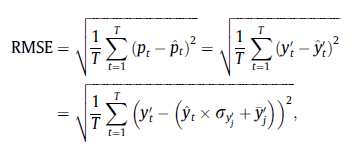 RMSE = \sqrt{\frac{1}{T} \sum_{t=1}^{T} (p_t - \hat{p}_t)^2} = \sqrt{\frac{1}{T} \sum_{t=1}^{T} (y'_t - \hat{y}'_t)^2}
= \sqrt{\frac{1}{T} \sum_{t=1}^{T} \left( y'_t - \left( \hat{y}_t \times \sigma_{y'_j} + \bar{y}'_j \right) \right)^2},